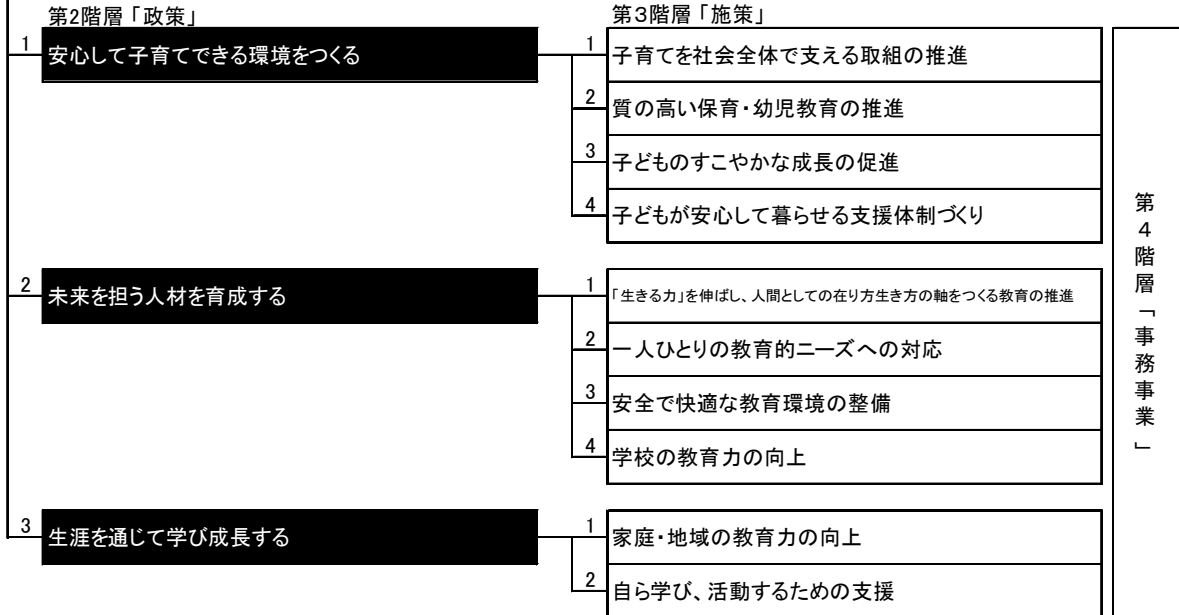 第2階層「政策」
第3階層「施策」
1 安心して子育てできる環境をつくる
1 子育てを社会全体で支える取組の推進
2 質の高い保育・幼児教育の推進
3 子どものすこやかな成長の促進
4 子どもが安心して暮らせる支援体制づくり
2 未来を担う人材を育成する
1 「生きる力」を伸ばし、人間としての在り方生き方の軸をつくる教育の推進
2 一人ひとりの教育的ニーズへの対応
3 安全で快適な教育環境の整備
4 学校の教育力の向上
3 生涯を通じて学び成長する
1 家庭・地域の教育力の向上
2 自ら学び、活動するための支援
第4階層「事務事業」